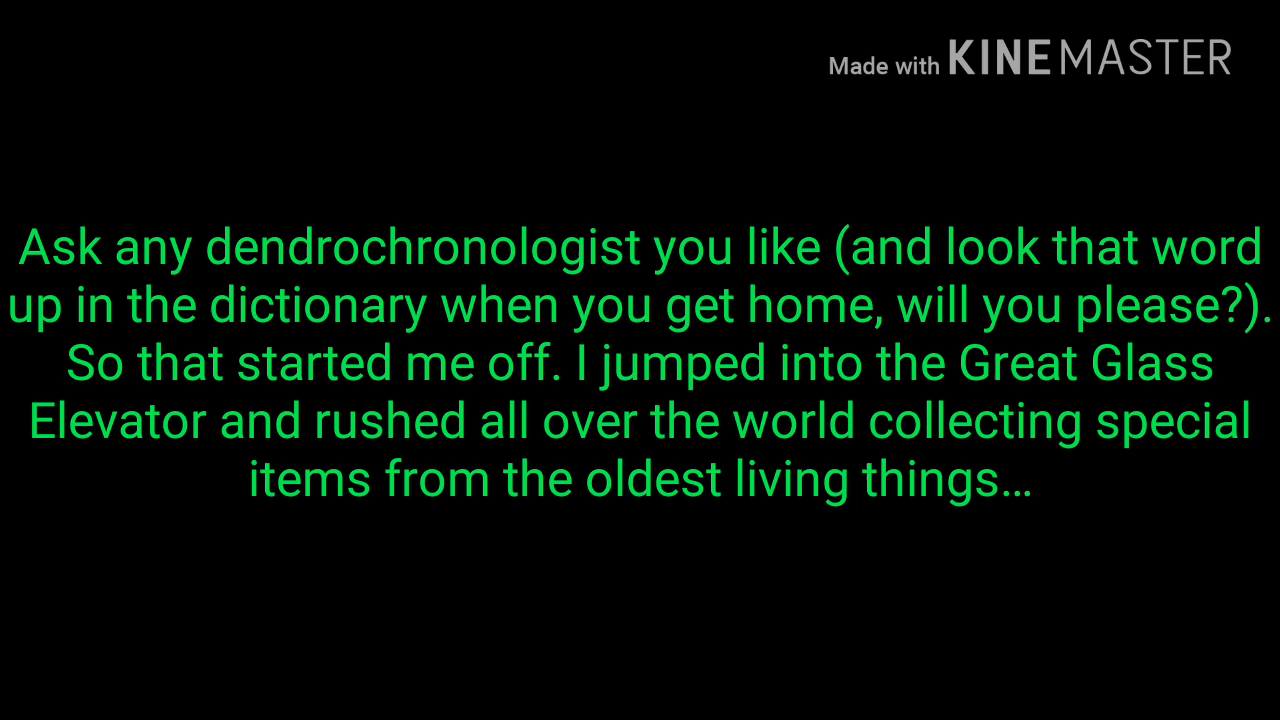 Made with KINEMASTER
Ask any dendrochronologist you like (and look that word
up in the dictionary when you get home, will you please?).
So that started me off. I jumped into the Great Glass
Elevator and rushed all over the world collecting special
items from the oldest living things…